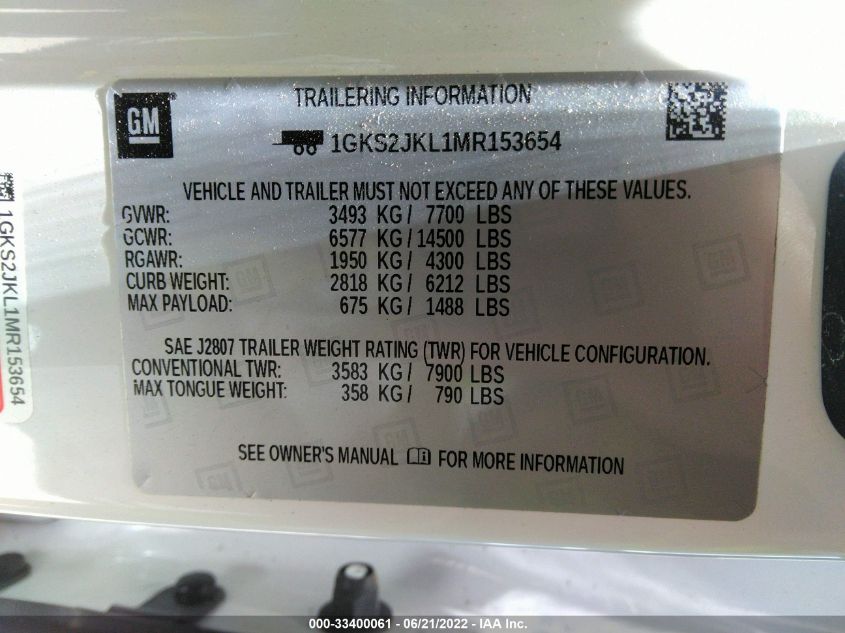 GM
TRAILERING INFORMATION
1GKS2JKL1MR153654
VEHICLE AND TRAILER MUST NOT EXCEED ANY OF THESE VALUES.
GVWR: 3493 KG/ 7700 LBS
GCWR: 6577 KG/14500 LBS
RGAWR: 1950 KG/ 4300 LBS
CURB WEIGHT: 2818 KG/ 6212 LBS
MAX PAYLOAD: 675 KG/ 1488 LBS
SAE J2807 TRAILER WEIGHT RATING (TWR) FOR VEHICLE CONFIGURATION.
CONVENTIONAL TWR: 3583 KG/ 7900 LBS
MAX TONGUE WEIGHT: 358 KG/ 790 LBS
SEE OWNER'S MANUAL FOR MORE INFORMATION
1GKS2JKL1MR153654
000-33400061 - 06/21/2022 - IAA Inc.